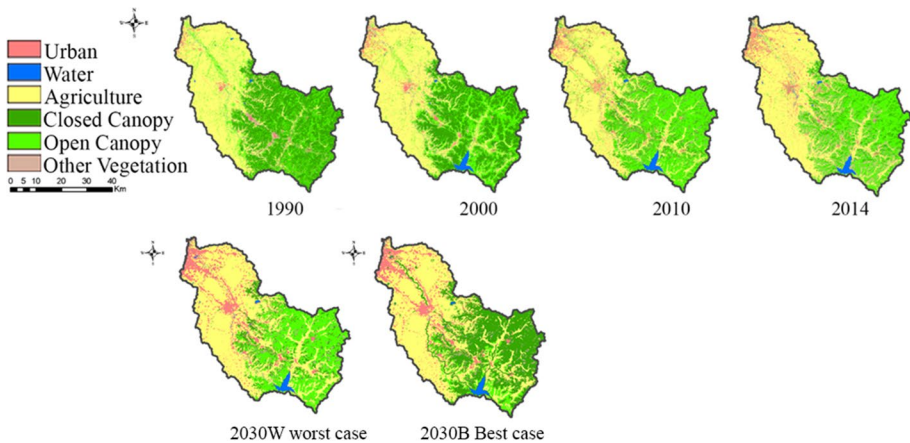 Urban
Water
Agriculture
Closed Canopy
Open Canopy
Other Vegetation
0 5 10 20 30 40
Km
1990
2000
2010
2014
2030W worst case
2030B Best case